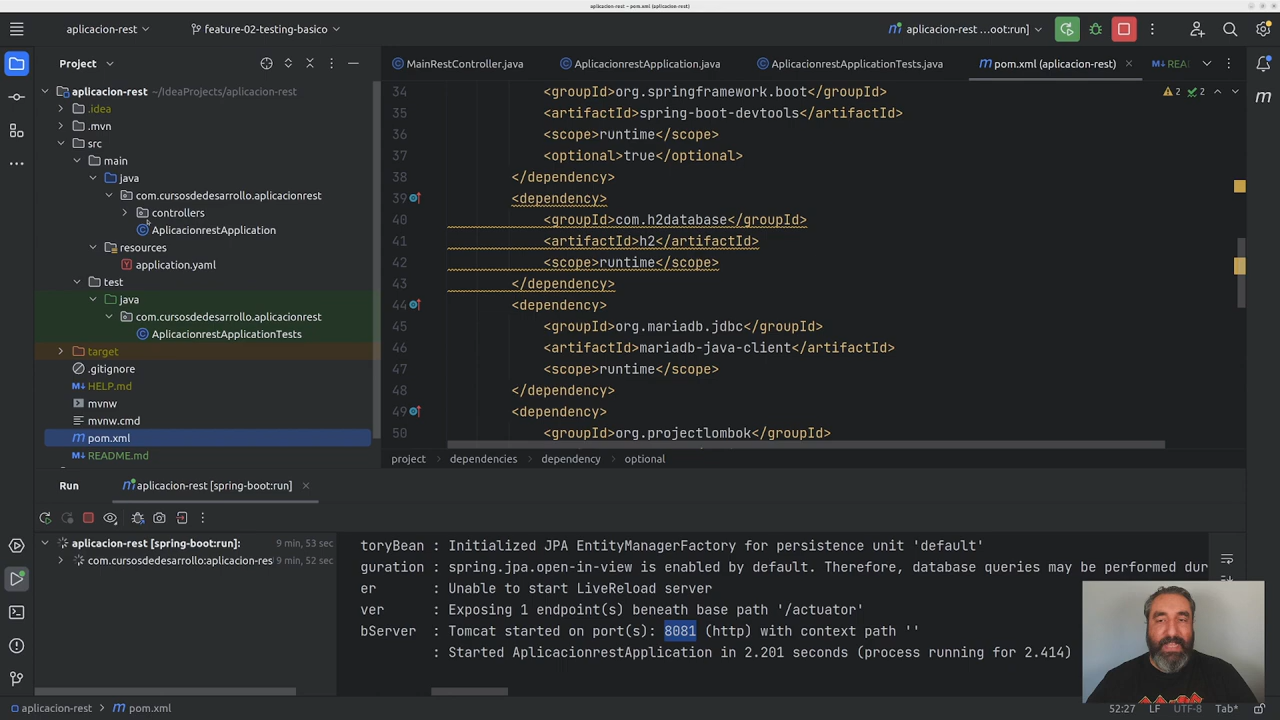 aplicacion-rest (aplicacion-rest)
aplicacion-rest
feature-02-testing-basico
aplicacion-rest ...oot:run]
Project
MainRestController.java
AplicacionrestApplication.java
AplicacionrestApplicationTests.java
pom.xml (aplicacion-rest)
REA
aplicacion-rest ~/IdeaProjects/aplicacion-rest
.idea
.mvn
src
main
java
com.cursosdedesarrollo.aplicacionrest
controllers
AplicacionrestApplication
resources
application.yaml
test
java
com.cursosdedesarrollo.aplicacionrest
AplicacionrestApplicationTests
target
.gitignore
HELP.md
mvnw
mvnw.cmd
pom.xml
README.md
2 2
34 <groupId>org.springframework.boot</groupId>
35 <artifactId>spring-boot-devtools</artifactId>
36 <scope>runtime</scope>
37 <optional>true</optional>
38 </dependency>
39 <dependency>
40 <groupId>com.h2database</groupId>
41 <artifactId>h2</artifactId>
42 <scope>runtime</scope>
43 </dependency>
44 <dependency>
45 <groupId>org.mariadb.jdbc</groupId>
46 <artifactId>mariadb-java-client</artifactId>
47 <scope>runtime</scope>
48 </dependency>
49 <dependency>
50 <groupId>org.projectlombok</groupId>
project > dependencies > dependency > optional
Run
aplicacion-rest [spring-boot:run]
aplicacion-rest [spring-boot:run]: 9 min, 53 sec
com.cursosdedesarrollo:aplicacion-res 9 min, 52 sec
toryBean : Initialized JPA EntityManagerFactory for persistence unit 'default'
guration : spring.jpa.open-in-view is enabled by default. Therefore, database queries may be performed dur
er : Unable to start LiveReload server
ver : Exposing 1 endpoint(s) beneath base path '/actuator'
bServer : Tomcat started on port(s): 8081 (http) with context path ''
: Started AplicacionrestApplication in 2.201 seconds (process running for 2.414)
aplicacion-rest > pom.xml
52:27 LF UTF-8 Tab*